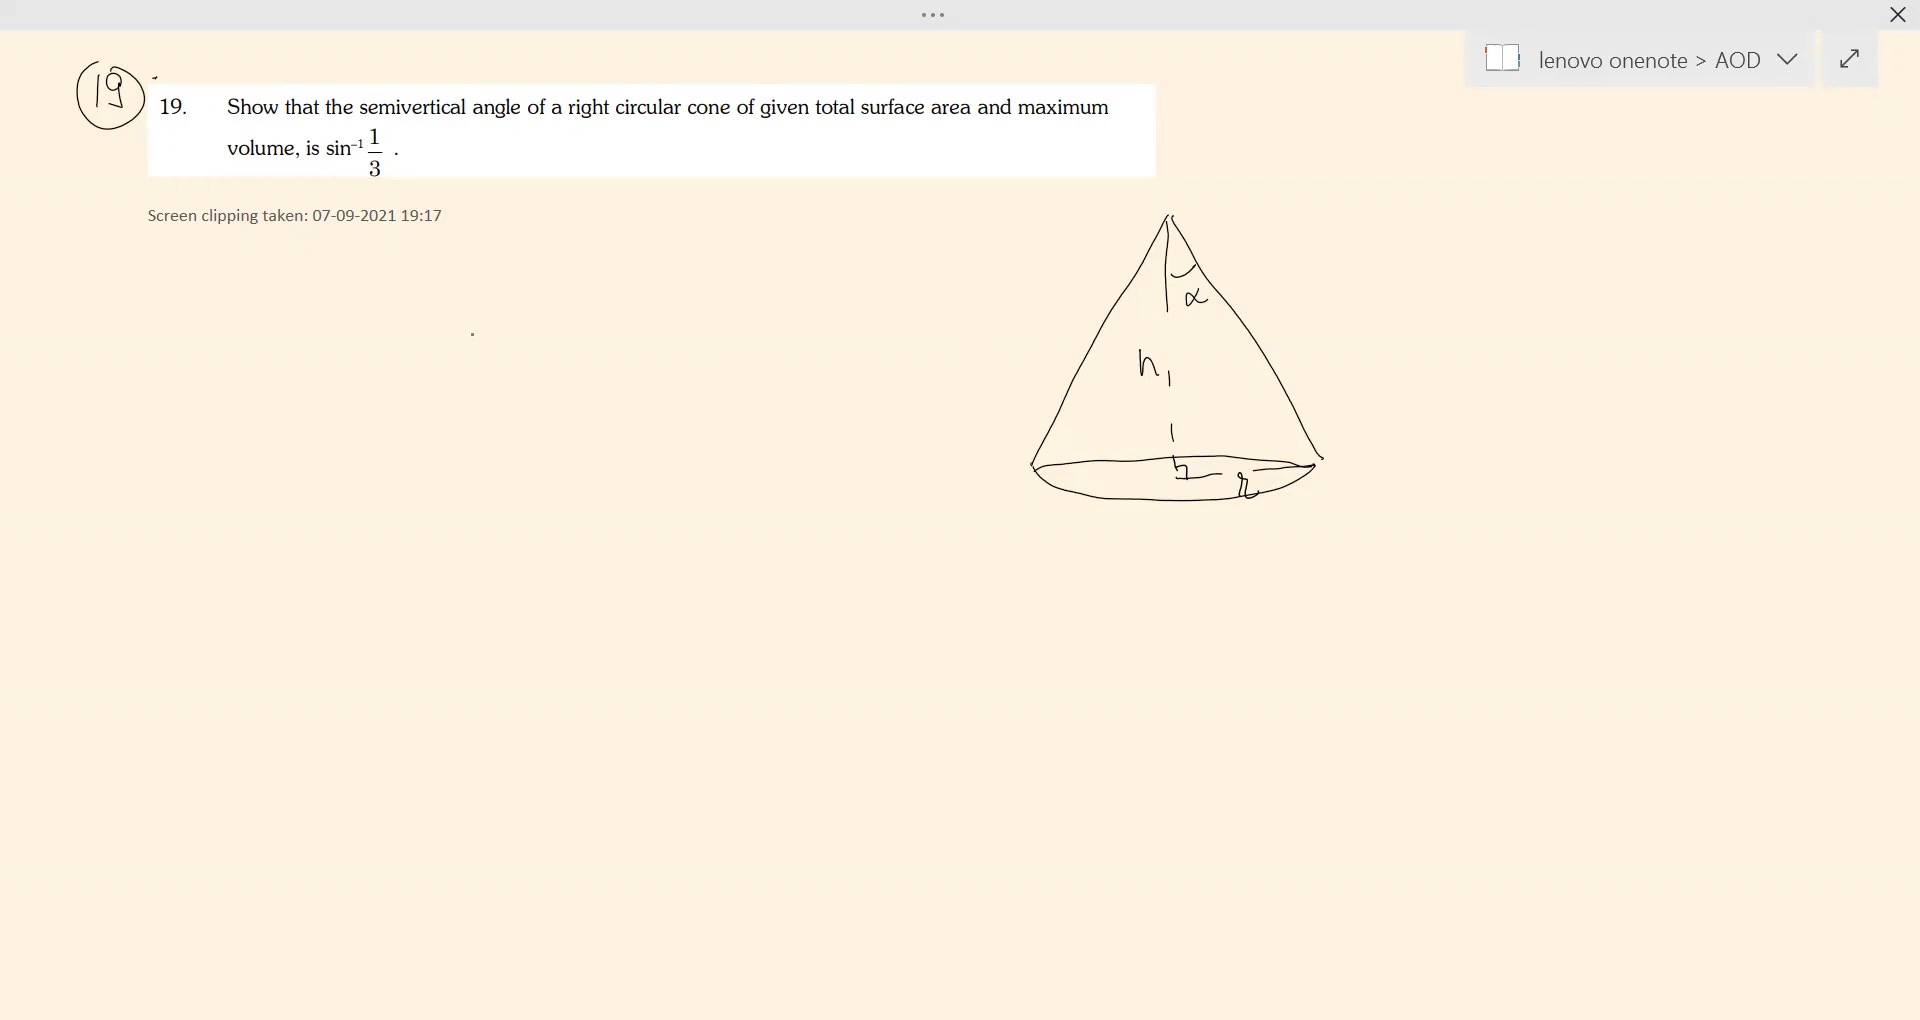 lenovo onenote > AOD
19
19. Show that the semivertical angle of a right circular cone of given total surface area and maximum
volume, is sin⁻¹ 1/3 .
Screen clipping taken: 07-09-2021 19:17
α
h
r